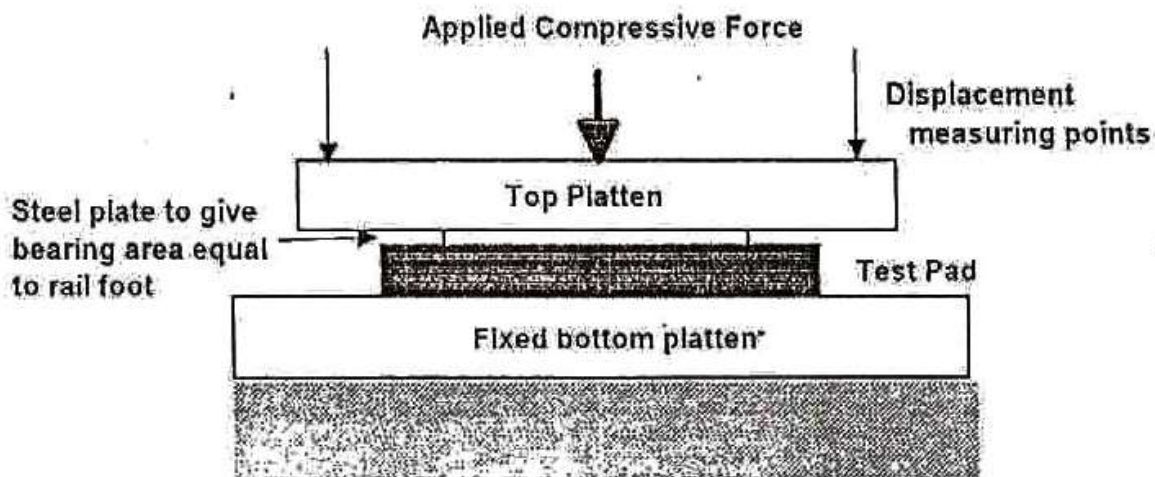 Applied Compressive Force
Displacement
measuring points
Top Platten
Steel plate to give
bearing area equal
to rail foot
Test Pad
Fixed bottom platten